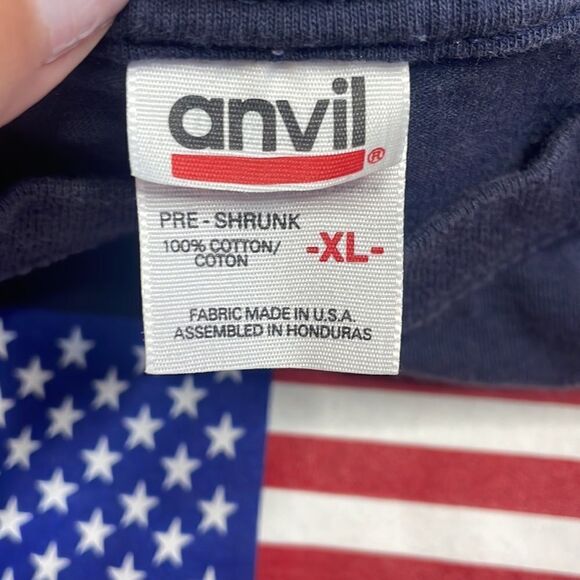 anvil
®
PRE - SHRUNK
100% COTTON/
COTON
-XL-
FABRIC MADE IN U.S.A.
ASSEMBLED IN HONDURAS